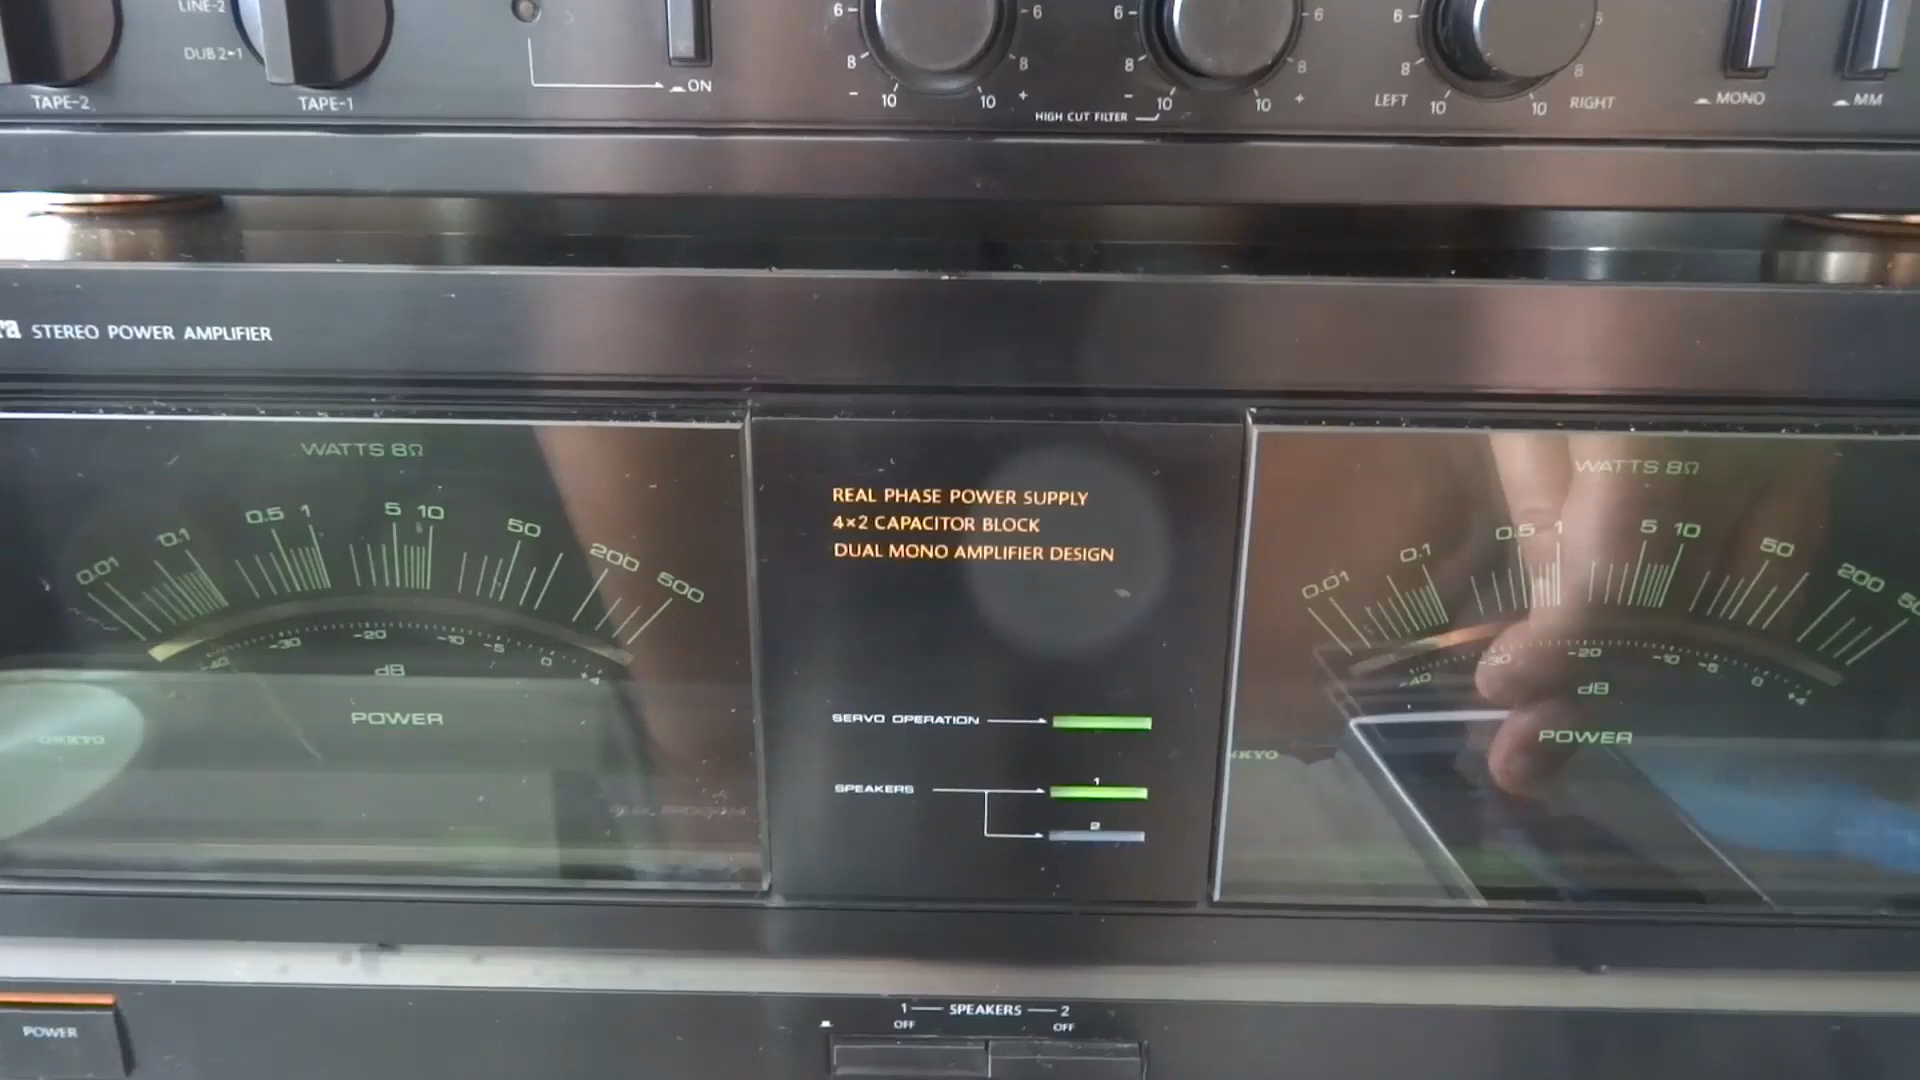 LINE-2
DUB 2▸1
TAPE-2
TAPE-1
ON
6 6
8 8
− +
10 10
HIGH CUT FILTER
6 6
8 8
− +
10 10
6 6
8 8
LEFT 10 10 RIGHT
MONO
MM
STEREO POWER AMPLIFIER
WATTS 8Ω
0.01 0.1 0.5 1 5 10 50 200 500
-40 -30 -20 -10 -5 0 +4
dB
POWER
ONKYO
REAL PHASE POWER SUPPLY
4×2 CAPACITOR BLOCK
DUAL MONO AMPLIFIER DESIGN
SERVO OPERATION
SPEAKERS
1
2
WATTS 8Ω
0.01 0.1 0.5 1 5 10 50 200
-40 -30 -20 -10 -5 0 +4
dB
POWER
POWER
1 SPEAKERS 2
OFF OFF